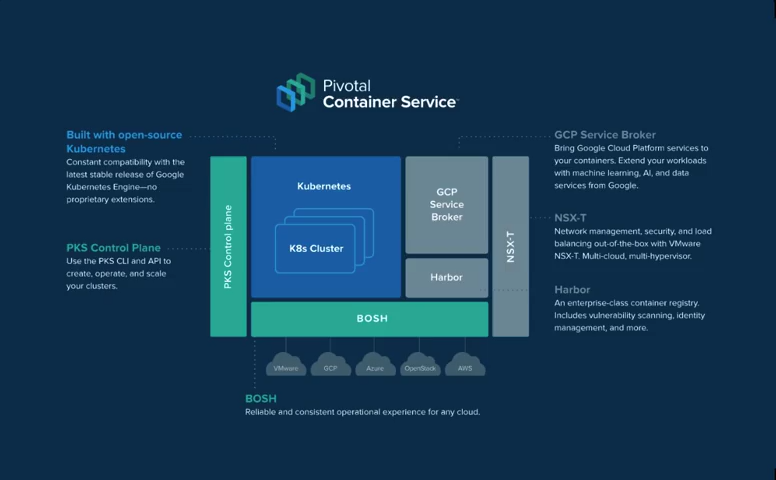 Pivotal
Container Service™
Built with open-source
Kubernetes
Constant compatibility with the
latest stable release of Google
Kubernetes Engine—no
proprietary extensions.
PKS Control Plane
Use the PKS CLI and API to
create, operate, and scale
your clusters.
PKS Control plane
Kubernetes
K8s Cluster
GCP
Service
Broker
Harbor
NSX-T
BOSH
VMware
GCP
Azure
OpenStack
AWS
BOSH
Reliable and consistent operational experience for any cloud.
GCP Service Broker
Bring Google Cloud Platform services to
your containers. Extend your workloads
with machine learning, AI, and data
services from Google.
NSX-T
Network management, security, and load
balancing out-of-the-box with VMware
NSX-T. Multi-cloud, multi-hypervisor.
Harbor
An enterprise-class container registry.
Includes vulnerability scanning, identity
management, and more.